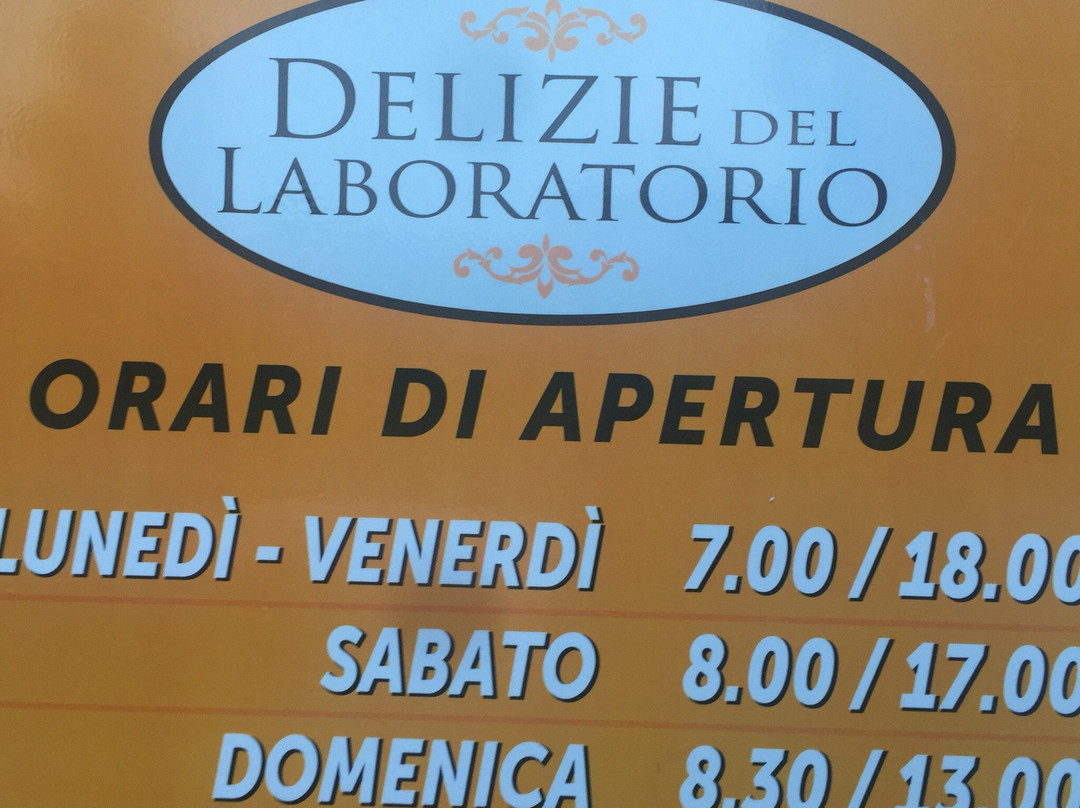 DELIZIE DEL
LABORATORIO
ORARI DI APERTURA
LUNEDÌ - VENERDÌ 7.00 / 18.00
SABATO 8.00 / 17.00
DOMENICA 8.30 / 13.00